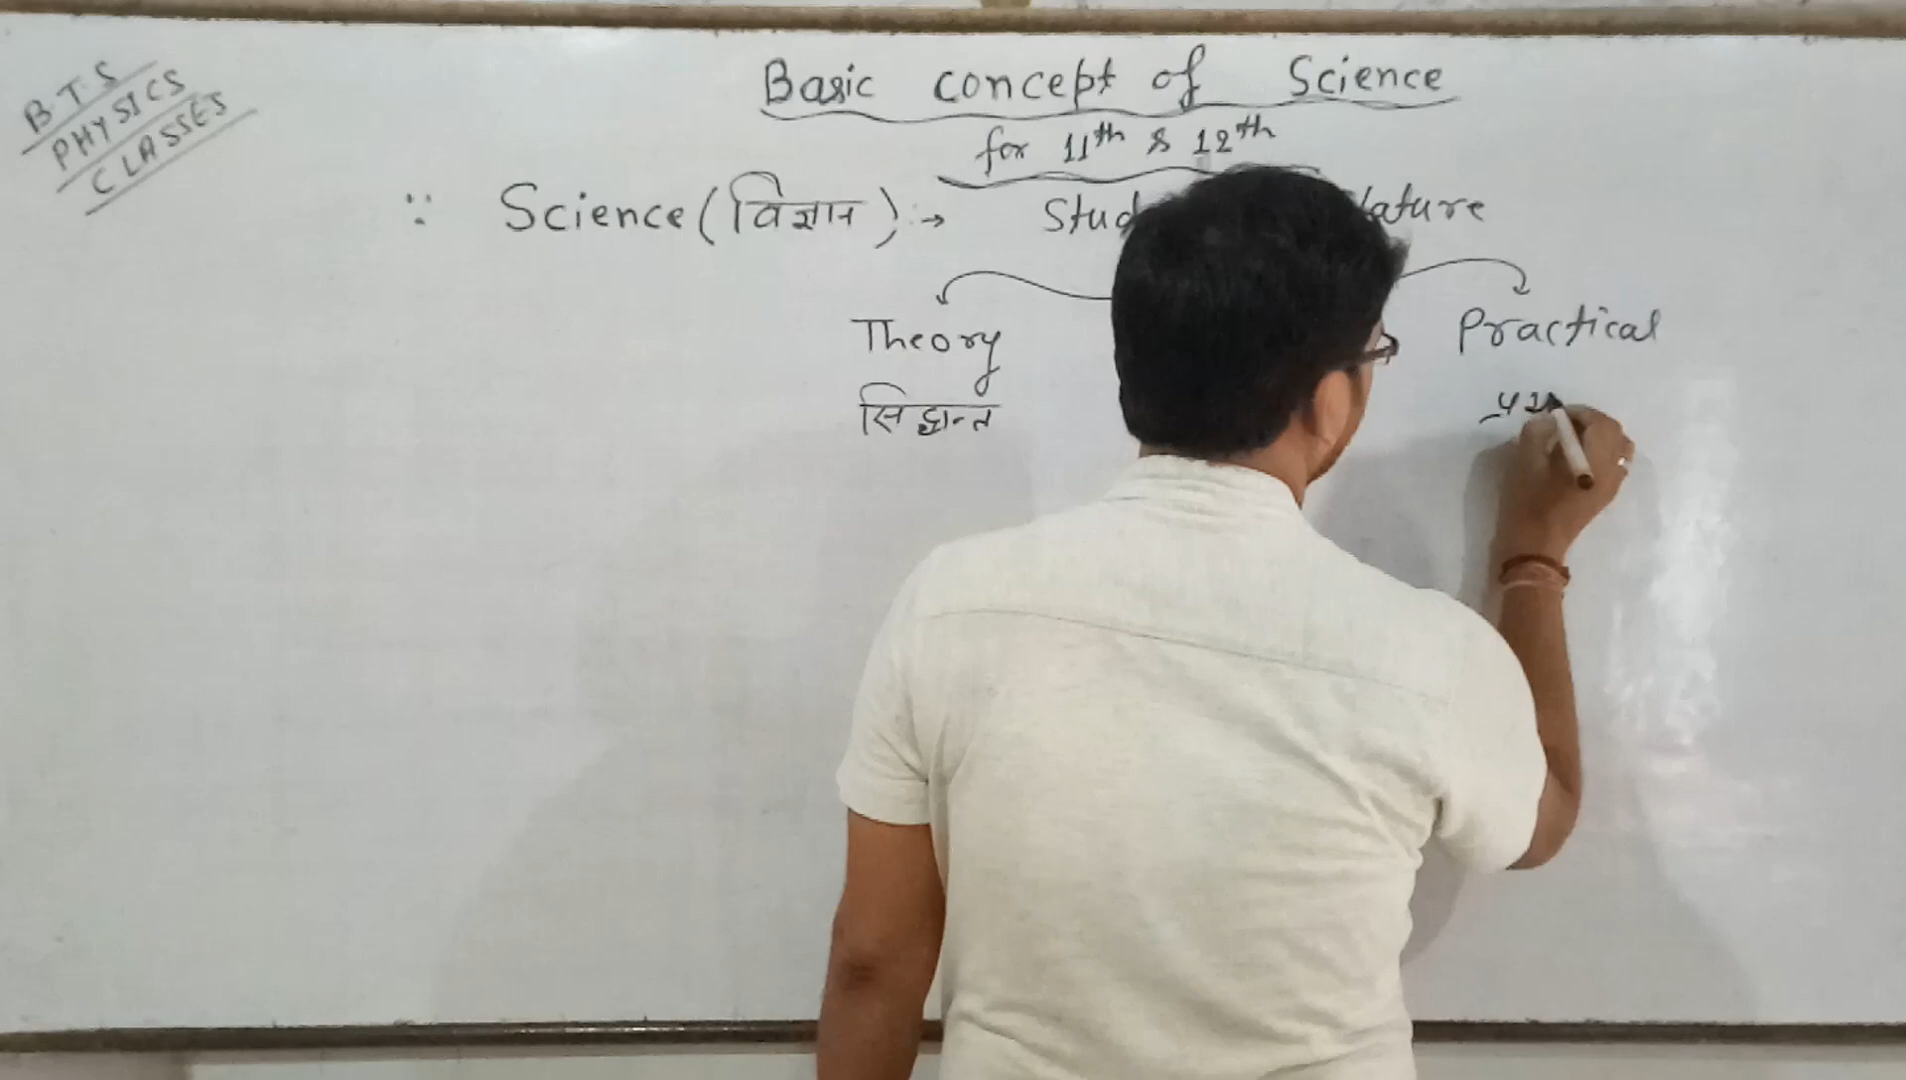 BTS
PHYSICS
CLASSES
Basic concept of Science
for 11th & 12th
∵ Science (विज्ञान) :→ Stud ature
Theory Practical
सिद्धान्त